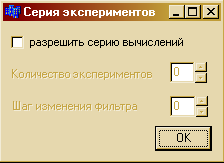 Серия экспериментов
разрешить серию вычислений
Количество экспериментов 0
Шаг изменения фильтра 0
OK